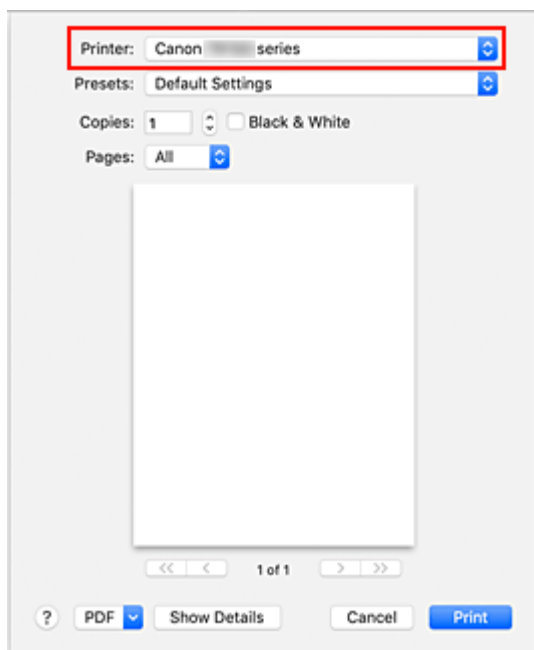 Printer: Canon series
Presets: Default Settings
Copies: 1 Black & White
Pages: All
<< < 1 of 1 > >>
? PDF Show Details Cancel Print